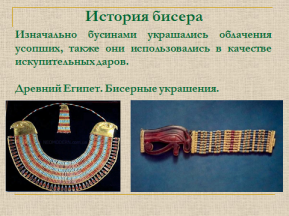 История бисера
Изначально бусинами украшались облачения
усопших, также они использовались в качестве
искупительных даров.
Древний Египет. Бисерные украшения.